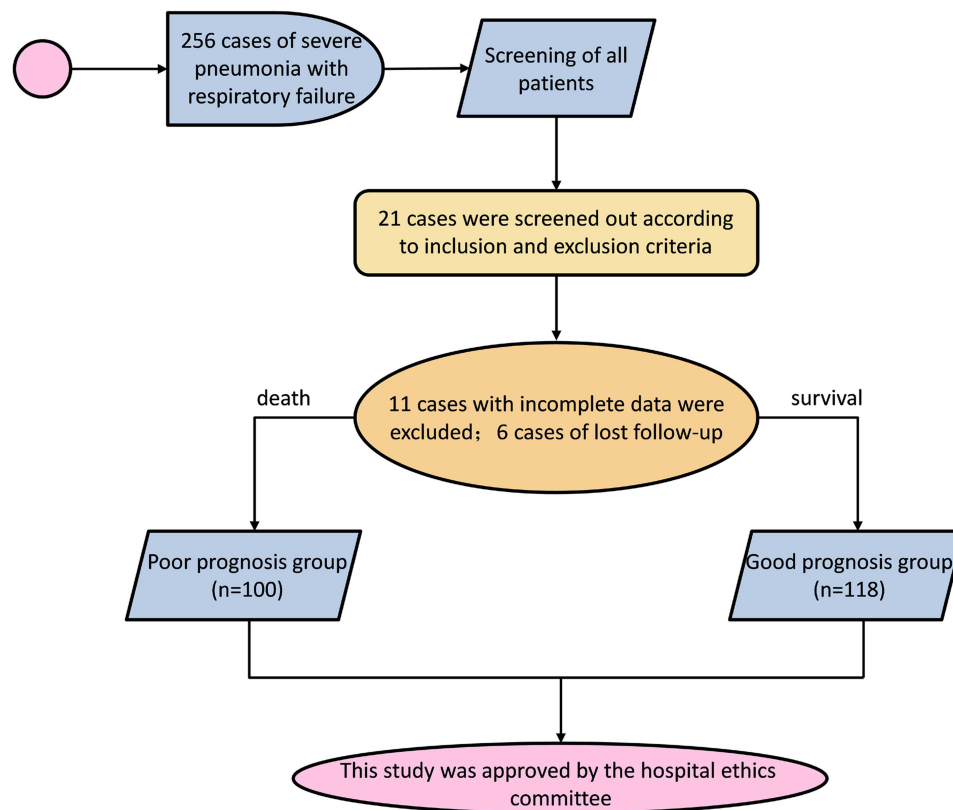 256 cases of severe
pneumonia with
respiratory failure
Screening of all
patients
21 cases were screened out according
to inclusion and exclusion criteria
death
survival
11 cases with incomplete data were
excluded；6 cases of lost follow-up
Poor prognosis group
(n=100)
Good prognosis group
(n=118)
This study was approved by the hospital ethics
committee